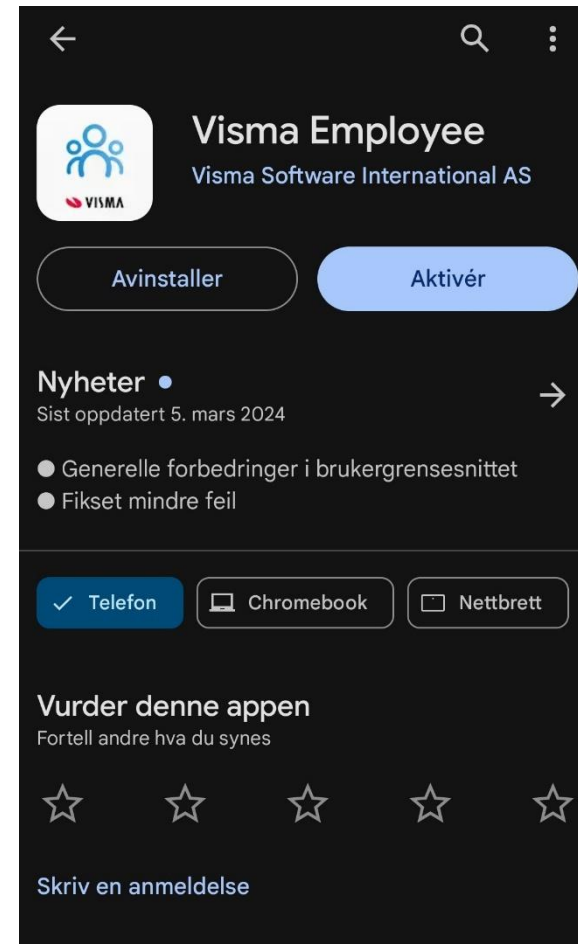 Visma Employee
Visma Software International AS
VISMA
Avinstaller
Aktivér
Nyheter
Sist oppdatert 5. mars 2024
● Generelle forbedringer i brukergrensesnittet
● Fikset mindre feil
Telefon
Chromebook
Nettbrett
Vurder denne appen
Fortell andre hva du synes
Skriv en anmeldelse